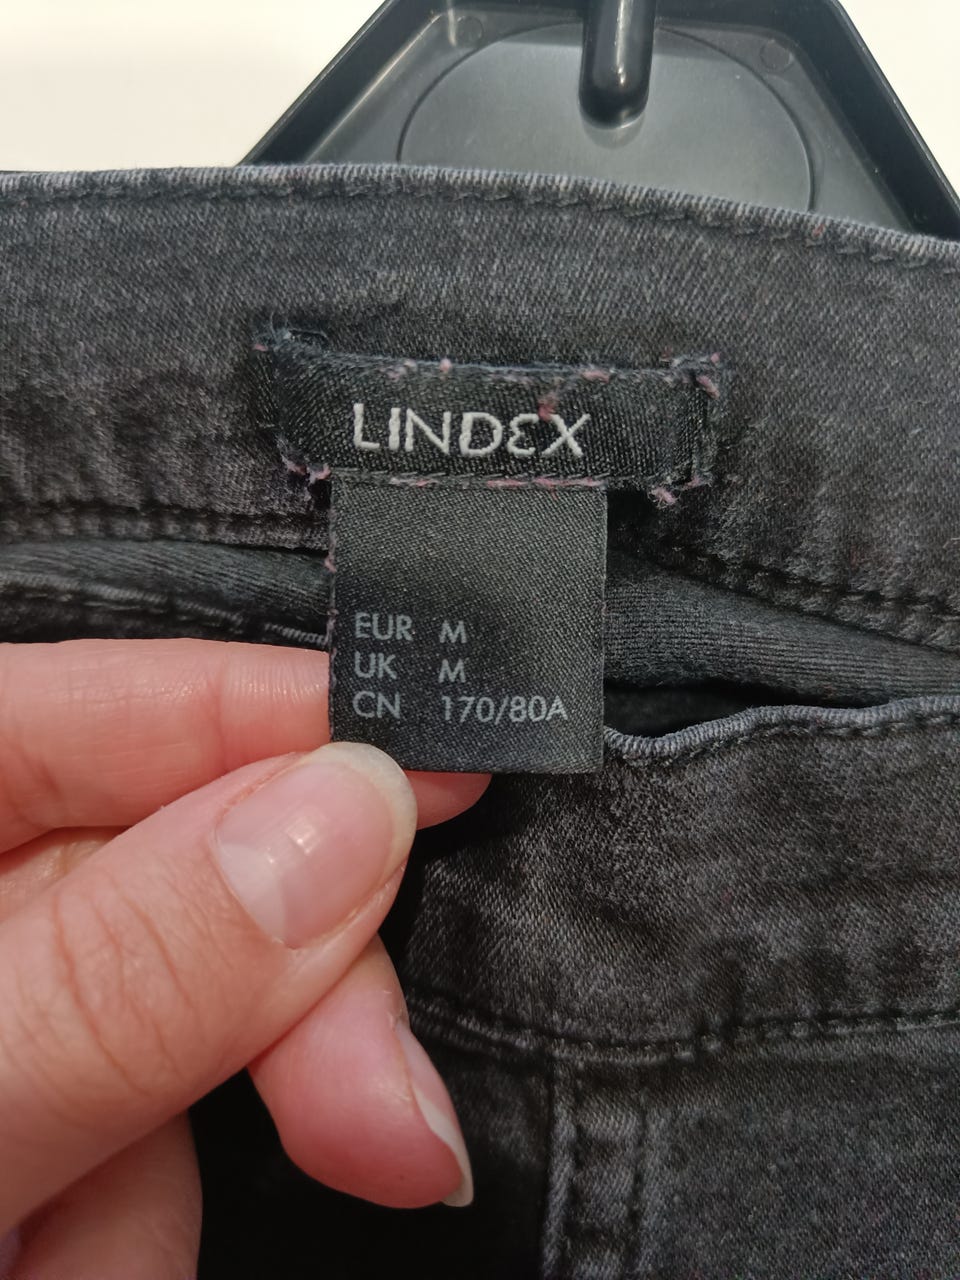 LINDEX
EUR M
UK M
CN 170/80A